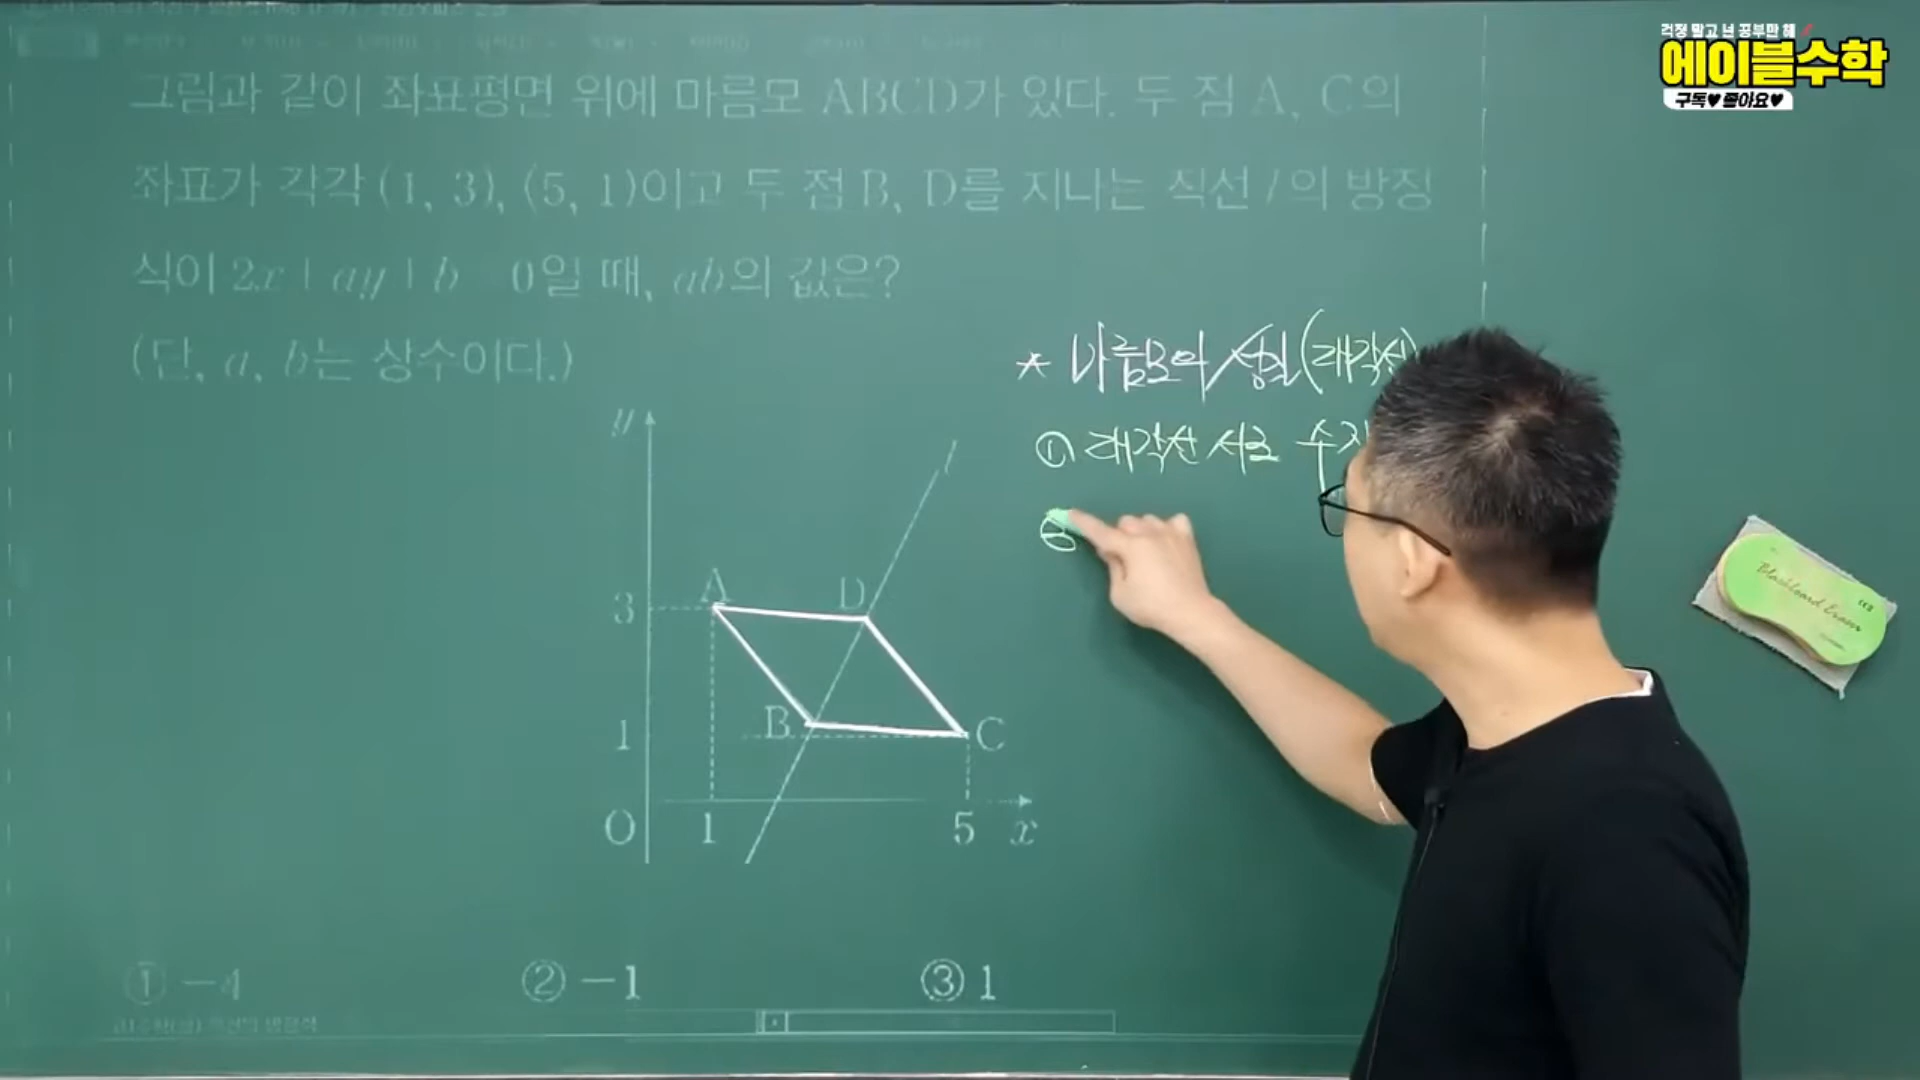 걱정 말고 넌 공부만 해
에이블수학
구독♥ 좋아요♥
그림과 같이 좌표평면 위에 마름모 ABCD가 있다. 두 점 A, C의
좌표가 각각 (1, 3), (5, 1)이고 두 점 B, D를 지나는 직선 l의 방정
식이 2x + ay + b = 0일 때, ab의 값은?
(단, a, b는 상수이다.)
★ 마름모의 성질(대각선
① 대각선 서로 수직
②
y
l
A
D
3
B
C
1
O
1
5
x
① -4
② -1
③ 1